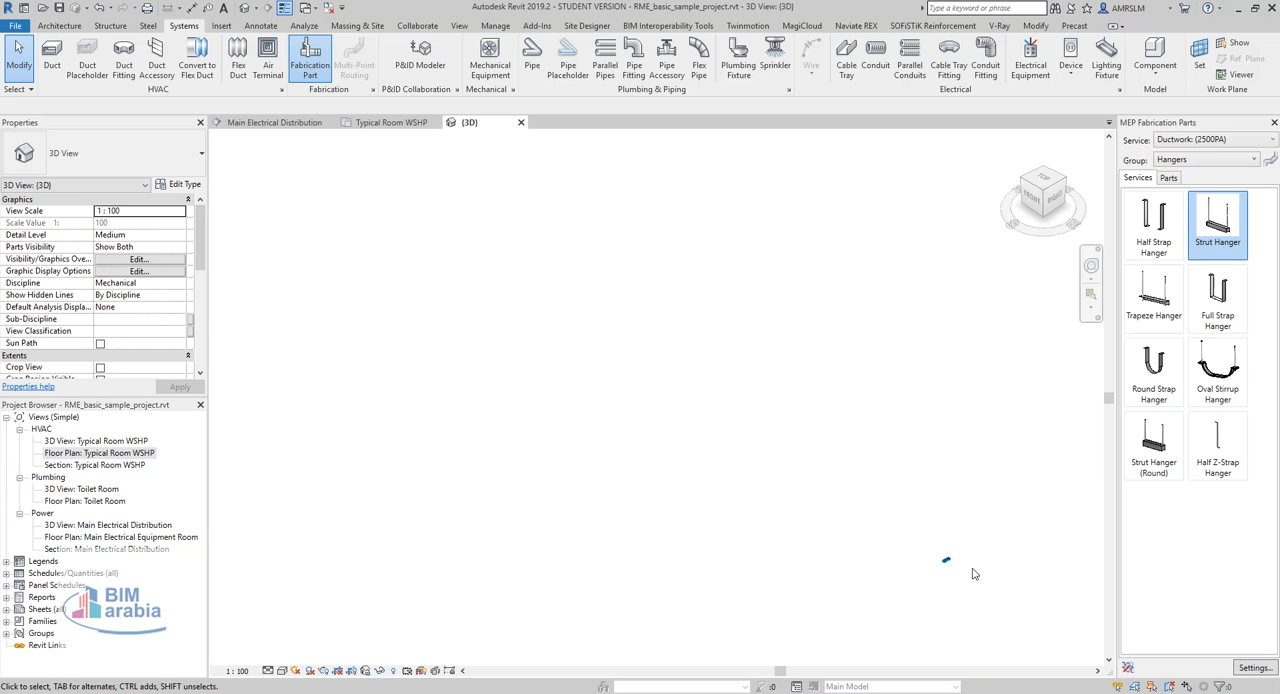 Autodesk Revit 2019.2 - STUDENT VERSION - RME_basic_sample_project.rvt - 3D View: {3D}
Type a keyword or phrase
AMRSLM
File Architecture Structure Steel Systems Insert Annotate Analyze Massing & Site Collaborate View Manage Add-Ins Site Designer BIM Interoperability Tools Twinmotion MagiCloud Naviate REX SOFiSTiK Reinforcement V-Ray Modify Precast
Modify
Duct
Duct Placeholder
Duct Fitting
Duct Accessory
Convert to Flex Duct
Flex Duct
Air Terminal
Fabrication Part
Multi-Point Routing
P&ID Modeler
Mechanical Equipment
Pipe
Pipe Placeholder
Parallel Pipes
Pipe Fitting
Pipe Accessory
Flex Pipe
Plumbing Fixture
Sprinkler
Wire
Cable Tray
Conduit
Parallel Conduits
Cable Tray Fitting
Conduit Fitting
Electrical Equipment
Device
Lighting Fixture
Component
Set
Show
Ref Plane
Viewer
Select HVAC Fabrication P&ID Collaboration Mechanical Plumbing & Piping Electrical Model Work Plane
Properties
Main Electrical Distribution Typical Room WSHP {3D}
3D View
3D View: {3D} Edit Type
Graphics
View Scale 1 : 100
Scale Value 1: 100
Detail Level Medium
Parts Visibility Show Both
Visibility/Graphics Ove... Edit...
Graphic Display Options Edit...
Discipline Mechanical
Show Hidden Lines By Discipline
Default Analysis Displa... None
Sub-Discipline
View Classification
Sun Path
Extents
Crop View
Properties help Apply
Project Browser - RME_basic_sample_project.rvt
Views (Simple)
HVAC
3D View: Typical Room WSHP
Floor Plan: Typical Room WSHP
Section: Typical Room WSHP
Plumbing
3D View: Toilet Room
Floor Plan: Toilet Room
Power
3D View: Main Electrical Distribution
Floor Plan: Main Electrical Equipment Room
Section: Main Electrical Distribution
Legends
Schedules/Quantities (all)
Panel Schedules
Reports
Sheets (all)
Families
Groups
Revit Links
BIM
arabia
TOP
FRONT RIGHT
MEP Fabrication Parts
Service: Ductwork: (2500PA)
Group: Hangers
Services Parts
Half Strap Hanger
Strut Hanger
Trapeze Hanger
Full Strap Hanger
Round Strap Hanger
Oval Stirrup Hanger
Strut Hanger (Round)
Half Z-Strap Hanger
Settings...
1 : 100
Click to select, TAB for alternates, CTRL adds, SHIFT unselects.
:0
Main Model
:0